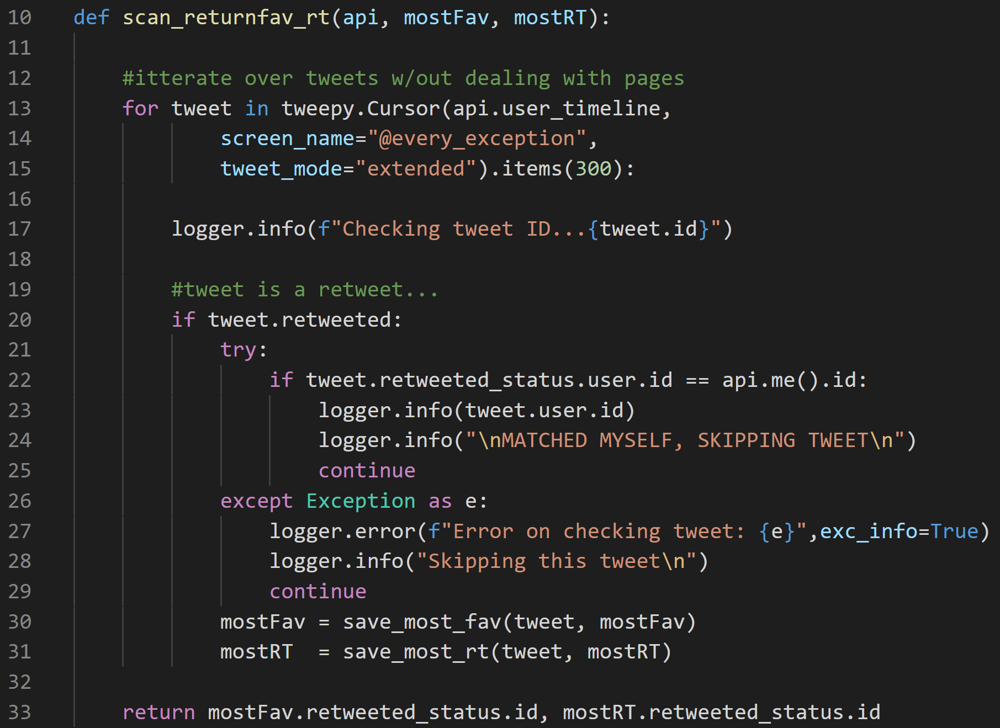 10 def scan_returnfav_rt(api, mostFav, mostRT):
11
12 #itterate over tweets w/out dealing with pages
13 for tweet in tweepy.Cursor(api.user_timeline,
14 screen_name="@every_exception",
15 tweet_mode="extended").items(300):
16
17 logger.info(f"Checking tweet ID...{tweet.id}")
18
19 #tweet is a retweet...
20 if tweet.retweeted:
21 try:
22 if tweet.retweeted_status.user.id == api.me().id:
23 logger.info(tweet.user.id)
24 logger.info("\nMATCHED MYSELF, SKIPPING TWEET\n")
25 continue
26 except Exception as e:
27 logger.error(f"Error on checking tweet: {e}",exc_info=True)
28 logger.info("Skipping this tweet\n")
29 continue
30 mostFav = save_most_fav(tweet, mostFav)
31 mostRT  = save_most_rt(tweet, mostRT)
32
33 return mostFav.retweeted_status.id, mostRT.retweeted_status.id